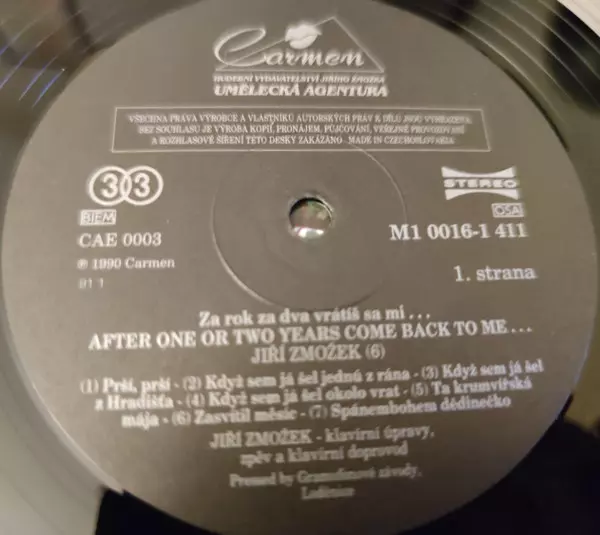 Carmen
HUDEBNÍ VYDAVATELSTVÍ JIŘÍHO ZMOŽKA
UMĚLECKÁ AGENTURA
VŠECHNA PRÁVA VÝROBCE A VLASTNÍKŮ AUTORSKÝCH PRÁV K DÍLU JSOU VYHRAZENA.
BEZ SOUHLASU JE VÝROBA KOPIÍ, PRONÁJEM, PŮJČOVÁNÍ, VEŘEJNÉ PROVOZOVÁNÍ
A ROZHLASOVÉ ŠÍŘENÍ TÉTO DESKY ZAKÁZÁNO - MADE IN CZECHOSLOVAKIA
33 STEREO
BIEM OSA
CAE 0003 M1 0016-1 411
℗ 1990 Carmen
91 1 1. strana
Za rok za dva vrátíš sa mi . . .
AFTER ONE OR TWO YEARS COME BACK TO ME . . .
JIŘÍ ZMOŽEK (6)
(1) Prší, prší - (2) Když sem já šel jednú z rána - (3) Když sem já šel
z Hradišťa - (4) Když sem já šel okolo vrat - (5) Ta krumvířská
mája - (6) Zasvítil měsíc - (7) Spánembohem dědinečko
JIŘÍ ZMOŽEK - klavírní úpravy,
zpěv a klavírní doprovod
Pressed by Gramofonové závody,
Loděnice